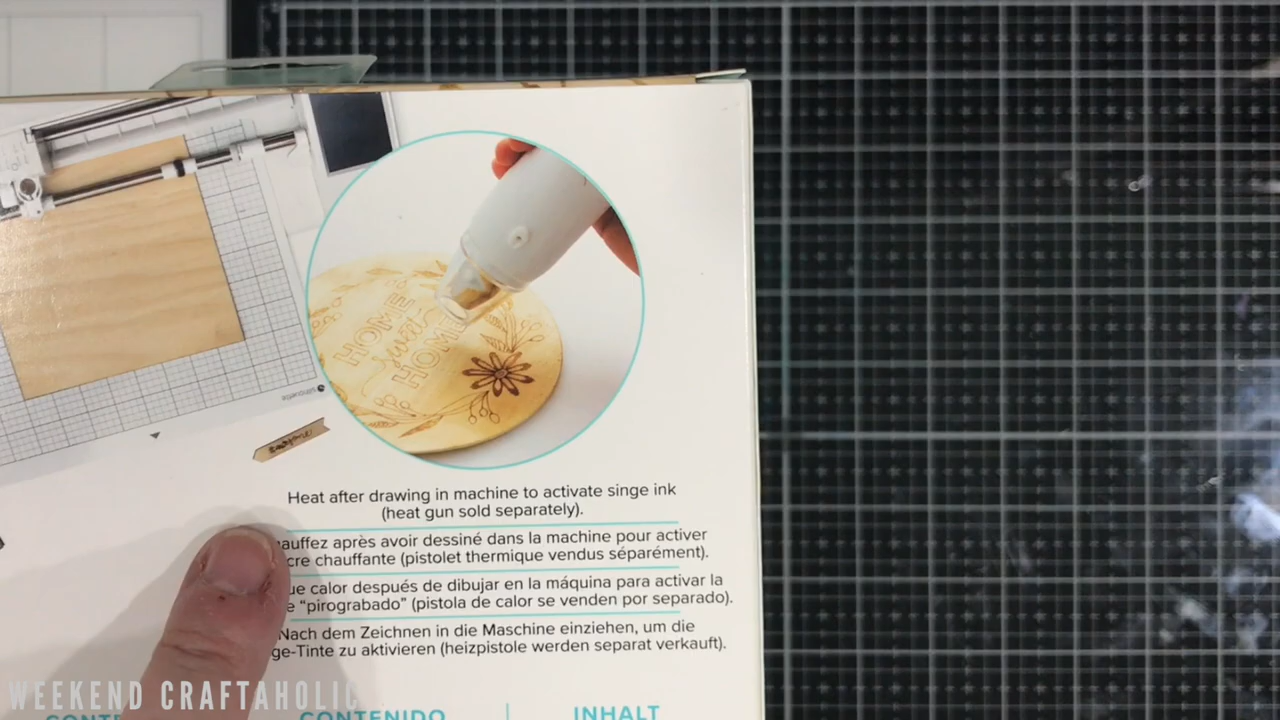 HOME
sweet
HOME
silhouette
Heat after drawing in machine to activate singe ink
(heat gun sold separately).
auffez après avoir dessiné dans la machine pour activer
cre chauffante (pistolet thermique vendus séparément).
ue calor después de dibujar en la máquina para activar la
e “pirograbado” (pistola de calor se venden por separado).
Nach dem Zeichnen in die Maschine einziehen, um die
ge-Tinte zu aktivieren (heizpistole werden separat verkauft).
CONTE
CONTENIDO
INHALT
WEEKEND CRAFTAHOLIC